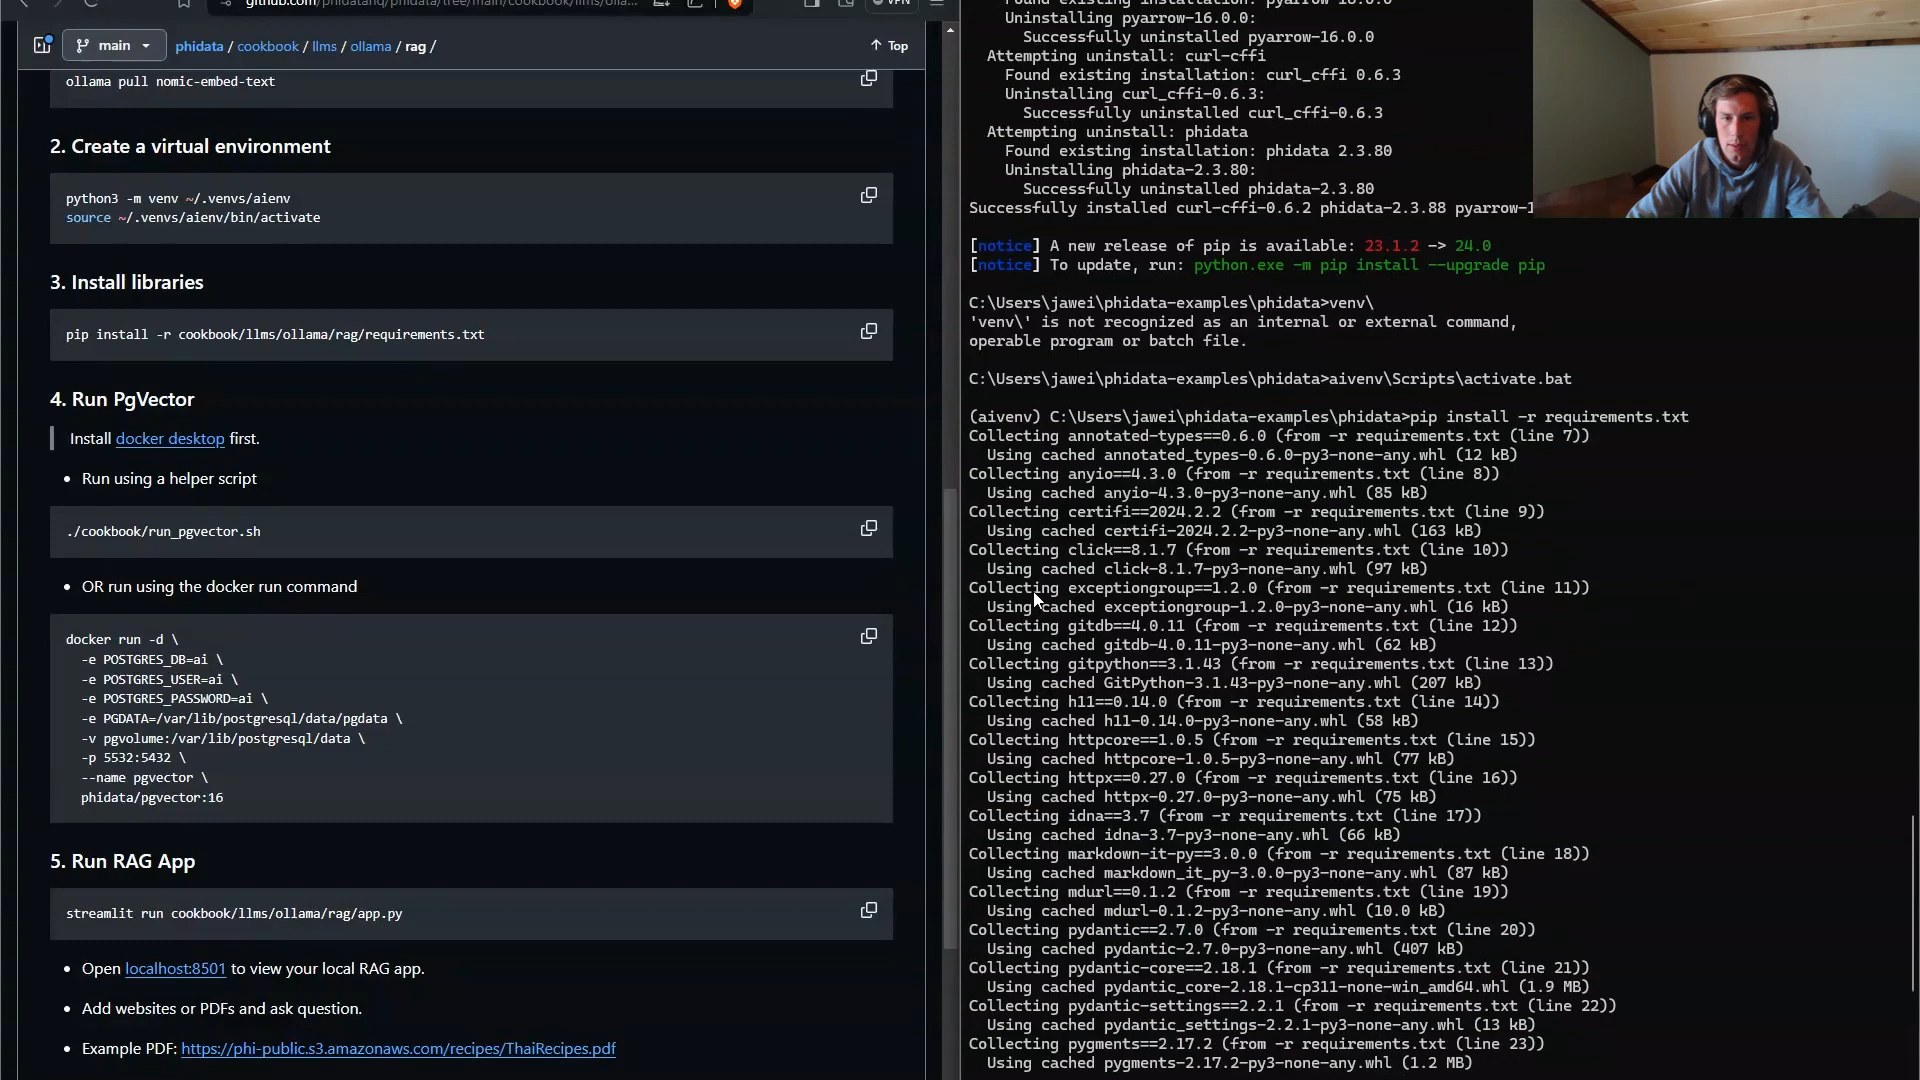 github.com/phidatahq/phidata/tree/main/cookbook/llms/olla...
VPN
main
phidata / cookbook / llms / ollama / rag /
Top
ollama pull nomic-embed-text
2. Create a virtual environment
python3 -m venv ~/.venvs/aienv
source ~/.venvs/aienv/bin/activate
3. Install libraries
pip install -r cookbook/llms/ollama/rag/requirements.txt
4. Run PgVector
Install docker desktop first.
• Run using a helper script
./cookbook/run_pgvector.sh
• OR run using the docker run command
docker run -d \
-e POSTGRES_DB=ai \
-e POSTGRES_USER=ai \
-e POSTGRES_PASSWORD=ai \
-e PGDATA=/var/lib/postgresql/data/pgdata \
-v pgvolume:/var/lib/postgresql/data \
-p 5532:5432 \
--name pgvector \
phidata/pgvector:16
5. Run RAG App
streamlit run cookbook/llms/ollama/rag/app.py
• Open localhost:8501 to view your local RAG app.
• Add websites or PDFs and ask question.
• Example PDF: https://phi-public.s3.amazonaws.com/recipes/ThaiRecipes.pdf
Found existing installation: pyarrow 16.0.0
Uninstalling pyarrow-16.0.0:
Successfully uninstalled pyarrow-16.0.0
Attempting uninstall: curl-cffi
Found existing installation: curl_cffi 0.6.3
Uninstalling curl_cffi-0.6.3:
Successfully uninstalled curl_cffi-0.6.3
Attempting uninstall: phidata
Found existing installation: phidata 2.3.80
Uninstalling phidata-2.3.80:
Successfully uninstalled phidata-2.3.80
Successfully installed curl-cffi-0.6.2 phidata-2.3.88 pyarrow-1
[notice] A new release of pip is available: 23.1.2 -> 24.0
[notice] To update, run: python.exe -m pip install --upgrade pip
C:\Users\jawei\phidata-examples\phidata>venv\
'venv\' is not recognized as an internal or external command,
operable program or batch file.
C:\Users\jawei\phidata-examples\phidata>aivenv\Scripts\activate.bat
(aivenv) C:\Users\jawei\phidata-examples\phidata>pip install -r requirements.txt
Collecting annotated-types==0.6.0 (from -r requirements.txt (line 7))
Using cached annotated_types-0.6.0-py3-none-any.whl (12 kB)
Collecting anyio==4.3.0 (from -r requirements.txt (line 8))
Using cached anyio-4.3.0-py3-none-any.whl (85 kB)
Collecting certifi==2024.2.2 (from -r requirements.txt (line 9))
Using cached certifi-2024.2.2-py3-none-any.whl (163 kB)
Collecting click==8.1.7 (from -r requirements.txt (line 10))
Using cached click-8.1.7-py3-none-any.whl (97 kB)
Collecting exceptiongroup==1.2.0 (from -r requirements.txt (line 11))
Using cached exceptiongroup-1.2.0-py3-none-any.whl (16 kB)
Collecting gitdb==4.0.11 (from -r requirements.txt (line 12))
Using cached gitdb-4.0.11-py3-none-any.whl (62 kB)
Collecting gitpython==3.1.43 (from -r requirements.txt (line 13))
Using cached GitPython-3.1.43-py3-none-any.whl (207 kB)
Collecting h11==0.14.0 (from -r requirements.txt (line 14))
Using cached h11-0.14.0-py3-none-any.whl (58 kB)
Collecting httpcore==1.0.5 (from -r requirements.txt (line 15))
Using cached httpcore-1.0.5-py3-none-any.whl (77 kB)
Collecting httpx==0.27.0 (from -r requirements.txt (line 16))
Using cached httpx-0.27.0-py3-none-any.whl (75 kB)
Collecting idna==3.7 (from -r requirements.txt (line 17))
Using cached idna-3.7-py3-none-any.whl (66 kB)
Collecting markdown-it-py==3.0.0 (from -r requirements.txt (line 18))
Using cached markdown_it_py-3.0.0-py3-none-any.whl (87 kB)
Collecting mdurl==0.1.2 (from -r requirements.txt (line 19))
Using cached mdurl-0.1.2-py3-none-any.whl (10.0 kB)
Collecting pydantic==2.7.0 (from -r requirements.txt (line 20))
Using cached pydantic-2.7.0-py3-none-any.whl (407 kB)
Collecting pydantic-core==2.18.1 (from -r requirements.txt (line 21))
Using cached pydantic_core-2.18.1-cp311-none-win_amd64.whl (1.9 MB)
Collecting pydantic-settings==2.2.1 (from -r requirements.txt (line 22))
Using cached pydantic_settings-2.2.1-py3-none-any.whl (13 kB)
Collecting pygments==2.17.2 (from -r requirements.txt (line 23))
Using cached pygments-2.17.2-py3-none-any.whl (1.2 MB)